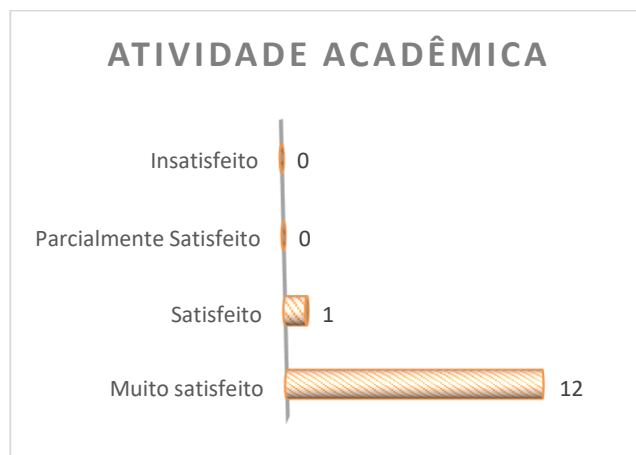 ATIVIDADE ACADÊMICA
Insatisfeito 0
Parcialmente Satisfeito 0
Satisfeito 1
Muito satisfeito 12